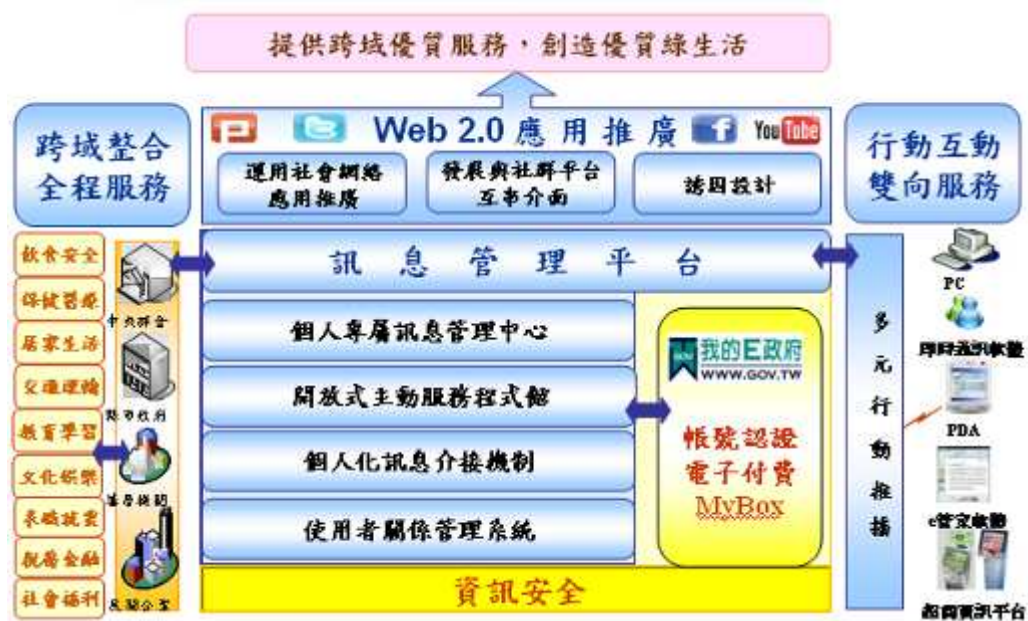 提供跨域優質服務，創造優質綠生活
跨域整合
全程服務
Web 2.0 應用推廣
You Tube
運用社會網絡
應用推廣
發展與社群平台
互串介面
誘因設計
行動互動
雙向服務
訊息管理平台
個人專屬訊息管理中心
開放式主動服務程式館
個人化訊息介接機制
使用者關係管理系統
我的E政府
WWW.GOV.TW
帳號認證
電子付費
MyBox
資訊安全
飲食安全
保健醫療
居家生活
交通運輸
教育學習
文化娛樂
求職就業
稅務金融
社會福利
中央部會
縣市政府
民間企業
多元行動推播
PC
即時通訊軟體
PDA
e管家軟體
超商資訊平台